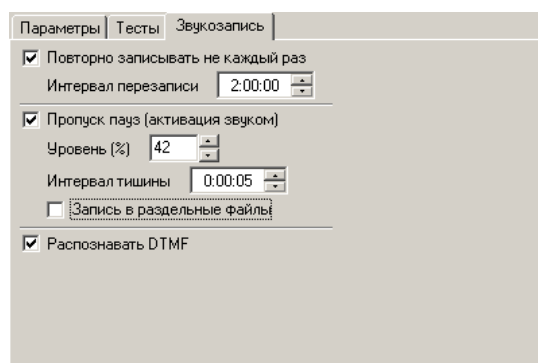 Параметры Тесты Звукозапись
Повторно записывать не каждый раз
Интервал перезаписи 2:00:00
Пропуск пауз (активация звуком)
Уровень (%) 42
Интервал тишины 0:00:05
Запись в раздельные файлы
Распознавать DTMF